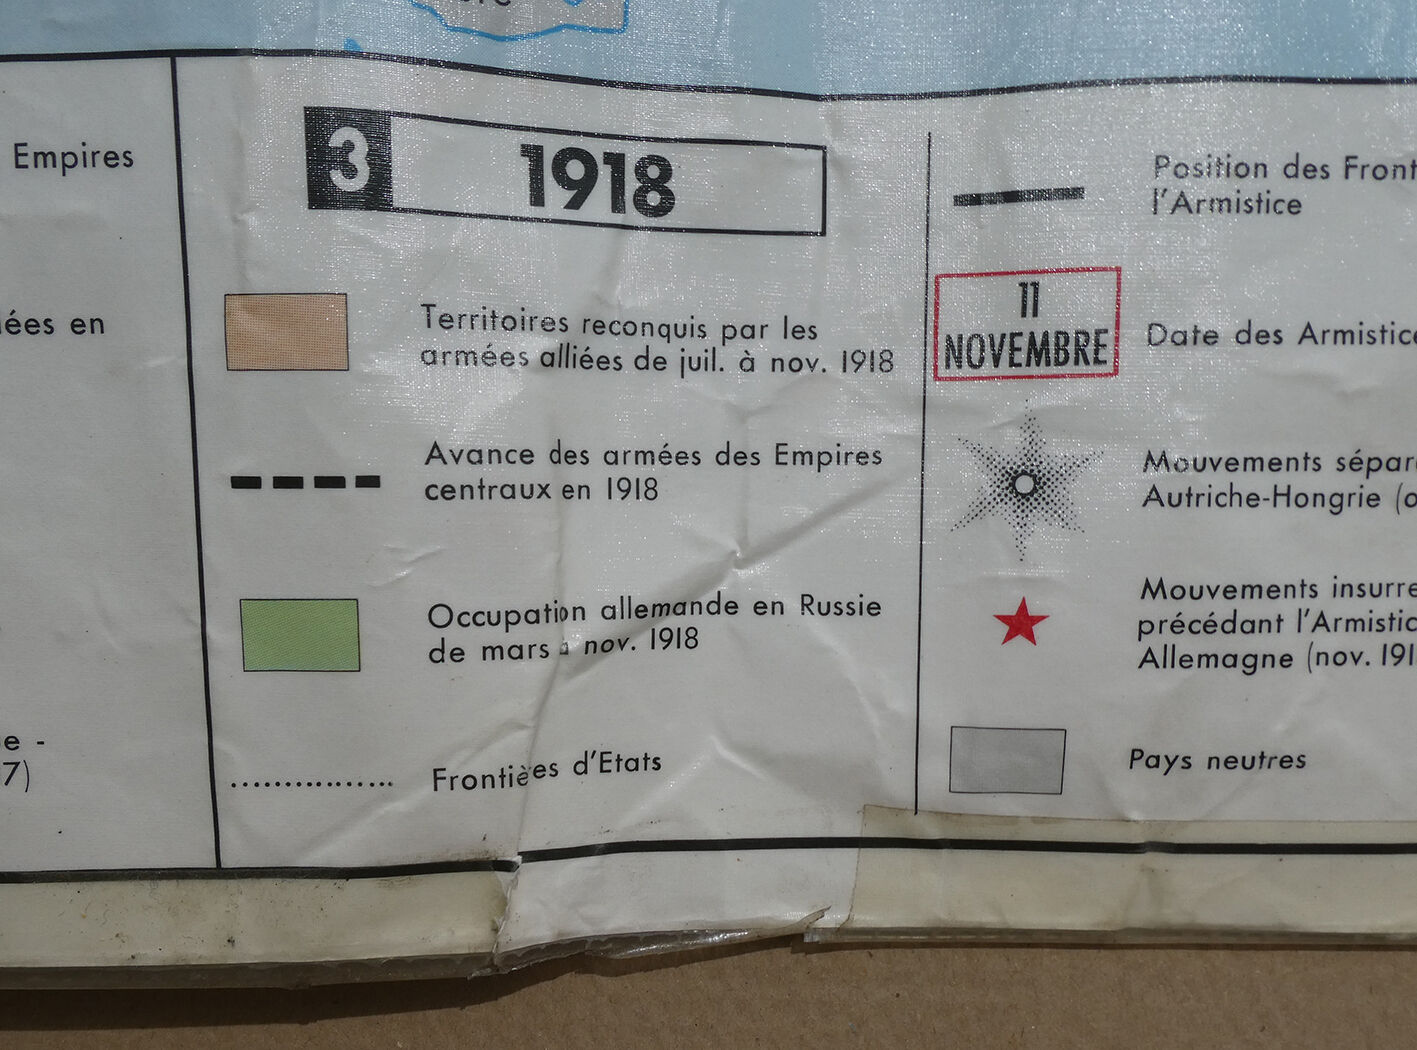 Empires
ées en
e -
7)
3 1918
Territoires reconquis par les
armées alliées de juil. à nov. 1918
Avance des armées des Empires
centraux en 1918
Occupation allemande en Russie
de mars à nov. 1918
Frontières d'Etats
Position des Front
l'Armistice
11
NOVEMBRE
Date des Armistice
Mouvements sépar
Autriche-Hongrie (o
Mouvements insurre
précédant l'Armistic
Allemagne (nov. 191
Pays neutres